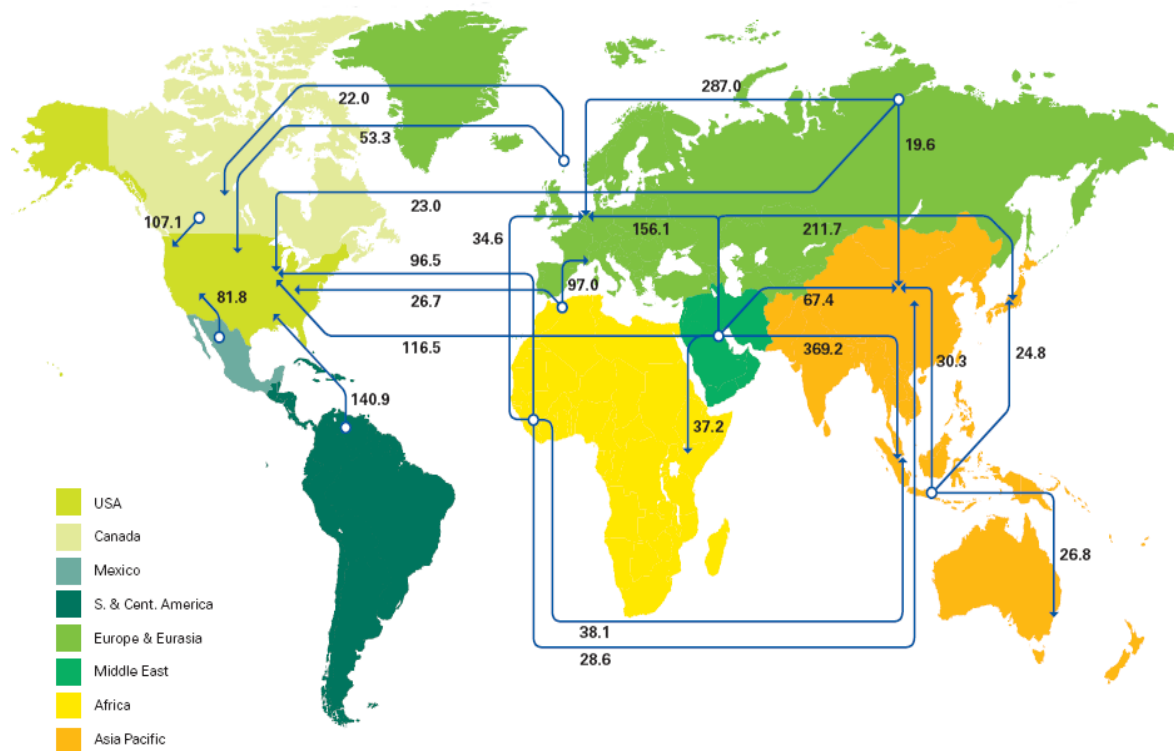 287.0
22.0
53.3
19.6
23.0
107.1
34.6
156.1
211.7
96.5
97.0
26.7
81.8
67.4
116.5
369.2
30.3
24.8
140.9
37.2
USA
Canada
26.8
Mexico
S. & Cent. America
38.1
Europe & Eurasia
28.6
Middle East
Africa
Asia Pacific